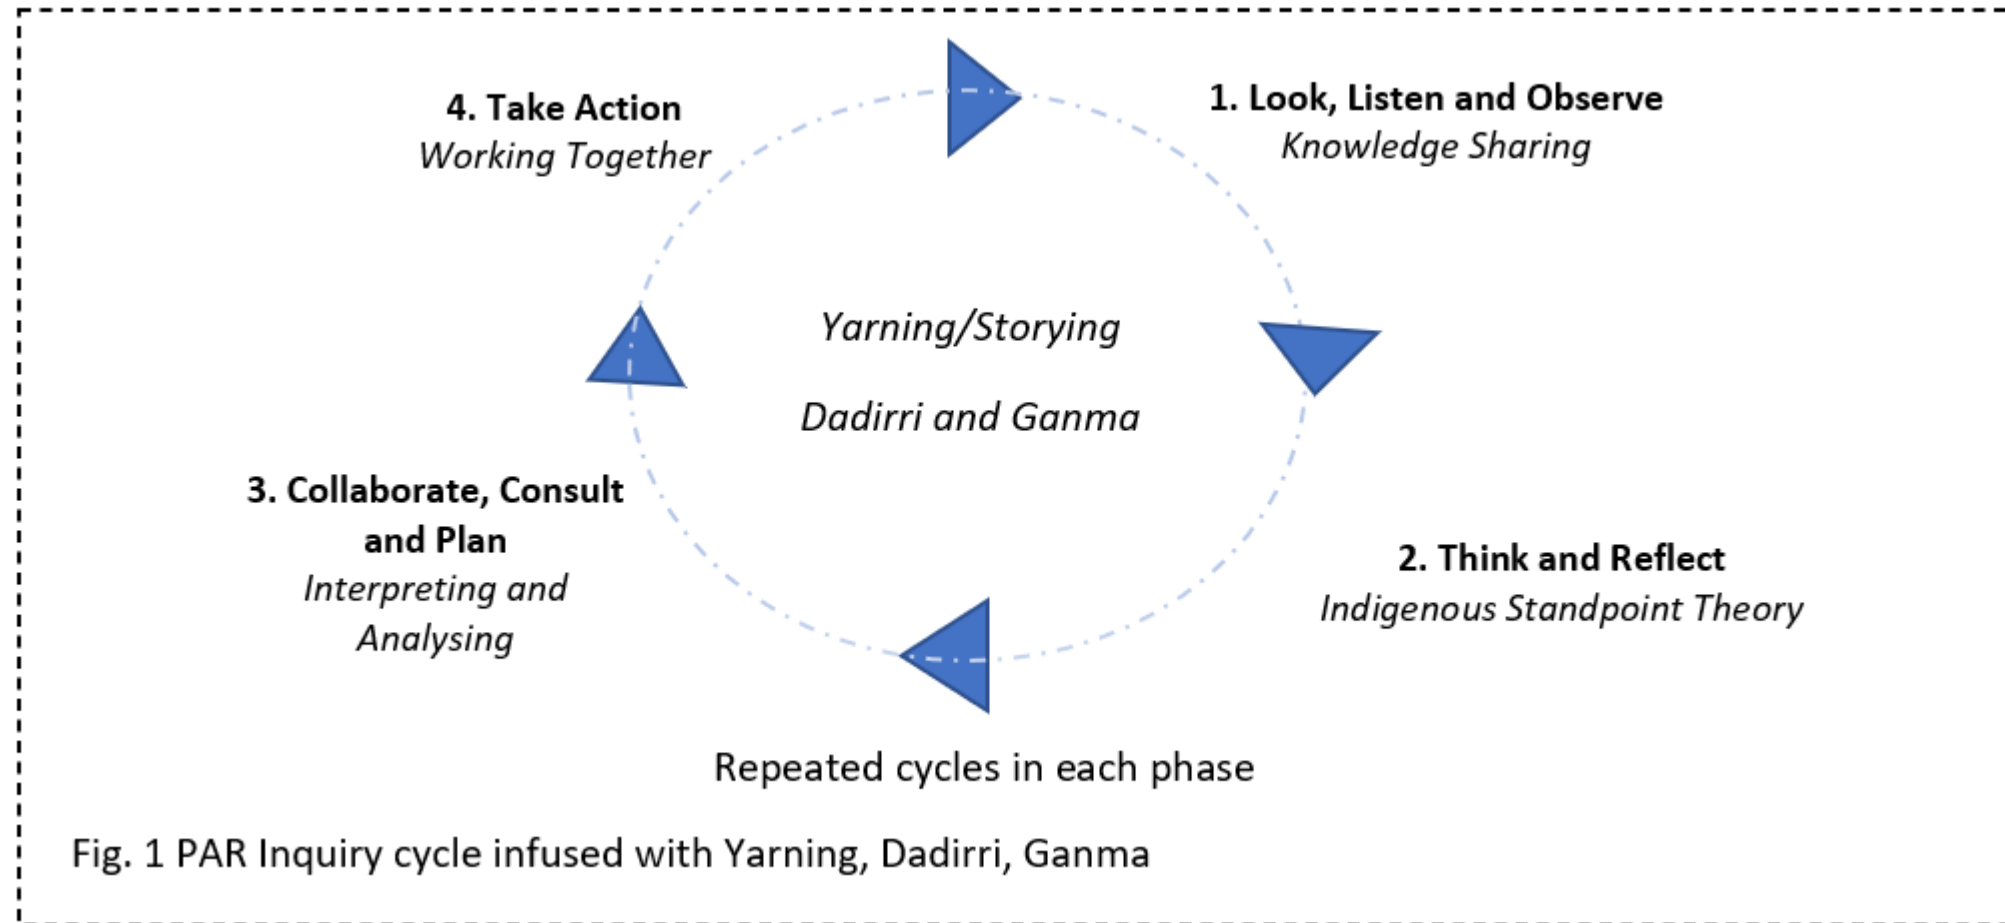 1. Look, Listen and Observe
Knowledge Sharing
2. Think and Reflect
Indigenous Standpoint Theory
3. Collaborate, Consult
and Plan
Interpreting and
Analysing
4. Take Action
Working Together
Yarning/Storying
Dadirri and Ganma
Repeated cycles in each phase
Fig. 1 PAR Inquiry cycle infused with Yarning, Dadirri, Ganma